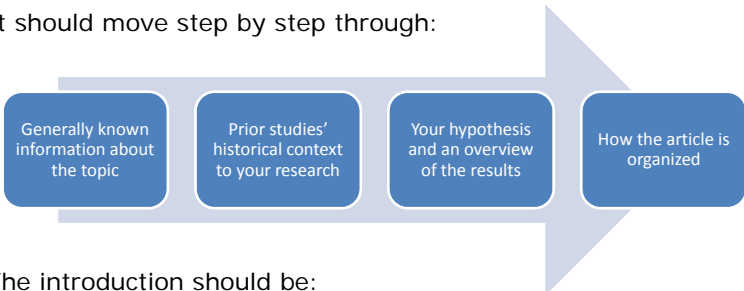 t should move step by step through:
Generally known
information about
the topic
Prior studies’
historical context
to your research
Your hypothesis
and an overview
of the results
How the article is
organized
he introduction should be: